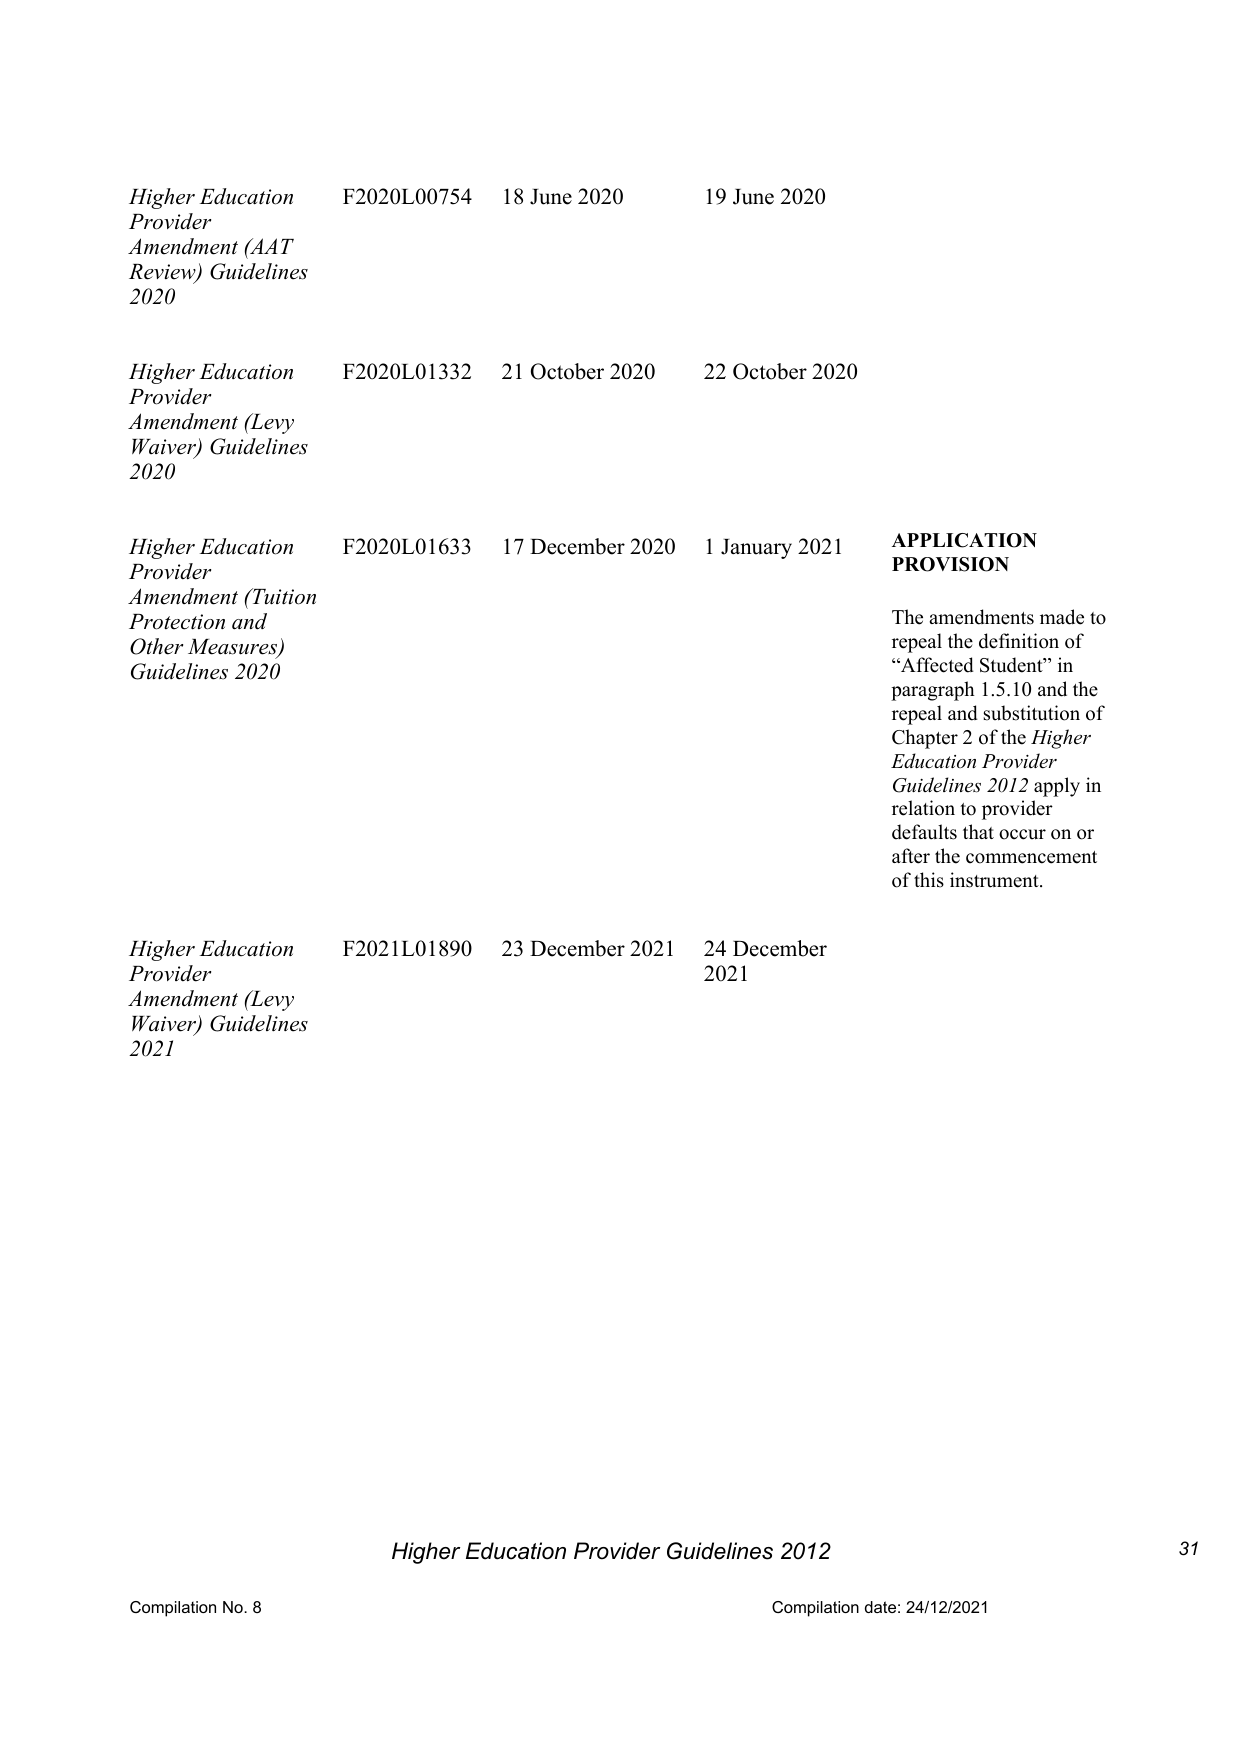 Higher Education
Provider
Amendment (AAT
Review) Guidelines
2020
F2020L00754
18 June 2020
19 June 2020
Higher Education
Provider
Amendment (Levy
Waiver) Guidelines
2020
F2020L01332
21 October 2020
22 October 2020
Higher Education
Provider
Amendment (Tuition
Protection and
Other Measures)
Guidelines 2020
F2020L01633
17 December 2020
1 January 2021
APPLICATION
PROVISION
The amendments made to
repeal the definition of
“Affected Student” in
paragraph 1.5.10 and the
repeal and substitution of
Chapter 2 of the Higher
Education Provider
Guidelines 2012 apply in
relation to provider
defaults that occur on or
after the commencement
of this instrument.
Higher Education
Provider
Amendment (Levy
Waiver) Guidelines
2021
F2021L01890
23 December 2021
24 December
2021
Higher Education Provider Guidelines 2012
31
Compilation No. 8
Compilation date: 24/12/2021